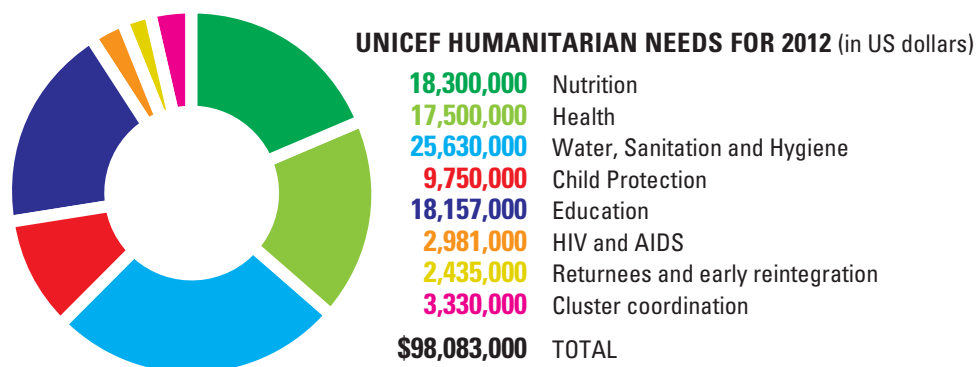 UNICEF HUMANITARIAN NEEDS FOR 2012 (in US dollars)
18,300,000 Nutrition
17,500,000 Health
25,630,000 Water, Sanitation and Hygiene
9,750,000 Child Protection
18,157,000 Education
2,981,000 HIV and AIDS
2,435,000 Returnees and early reintegration
3,330,000 Cluster coordination
$98,083,000 TOTAL